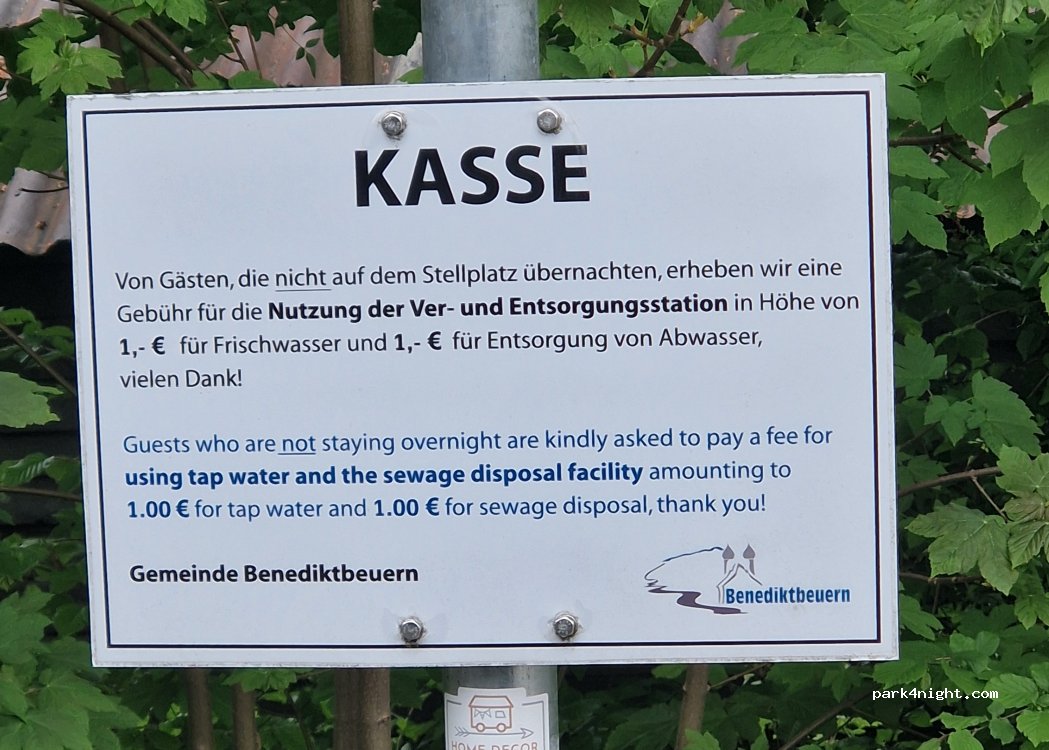 KASSE
Von Gästen, die nicht auf dem Stellplatz übernachten, erheben wir eine
Gebühr für die Nutzung der Ver- und Entsorgungsstation in Höhe von
1,- € für Frischwasser und 1,- € für Entsorgung von Abwasser,
vielen Dank!
Guests who are not staying overnight are kindly asked to pay a fee for
using tap water and the sewage disposal facility amounting to
1.00 € for tap water and 1.00 € for sewage disposal, thank you!
Gemeinde Benediktbeuern
Benediktbeuern
park4night.com
HOME DECOR